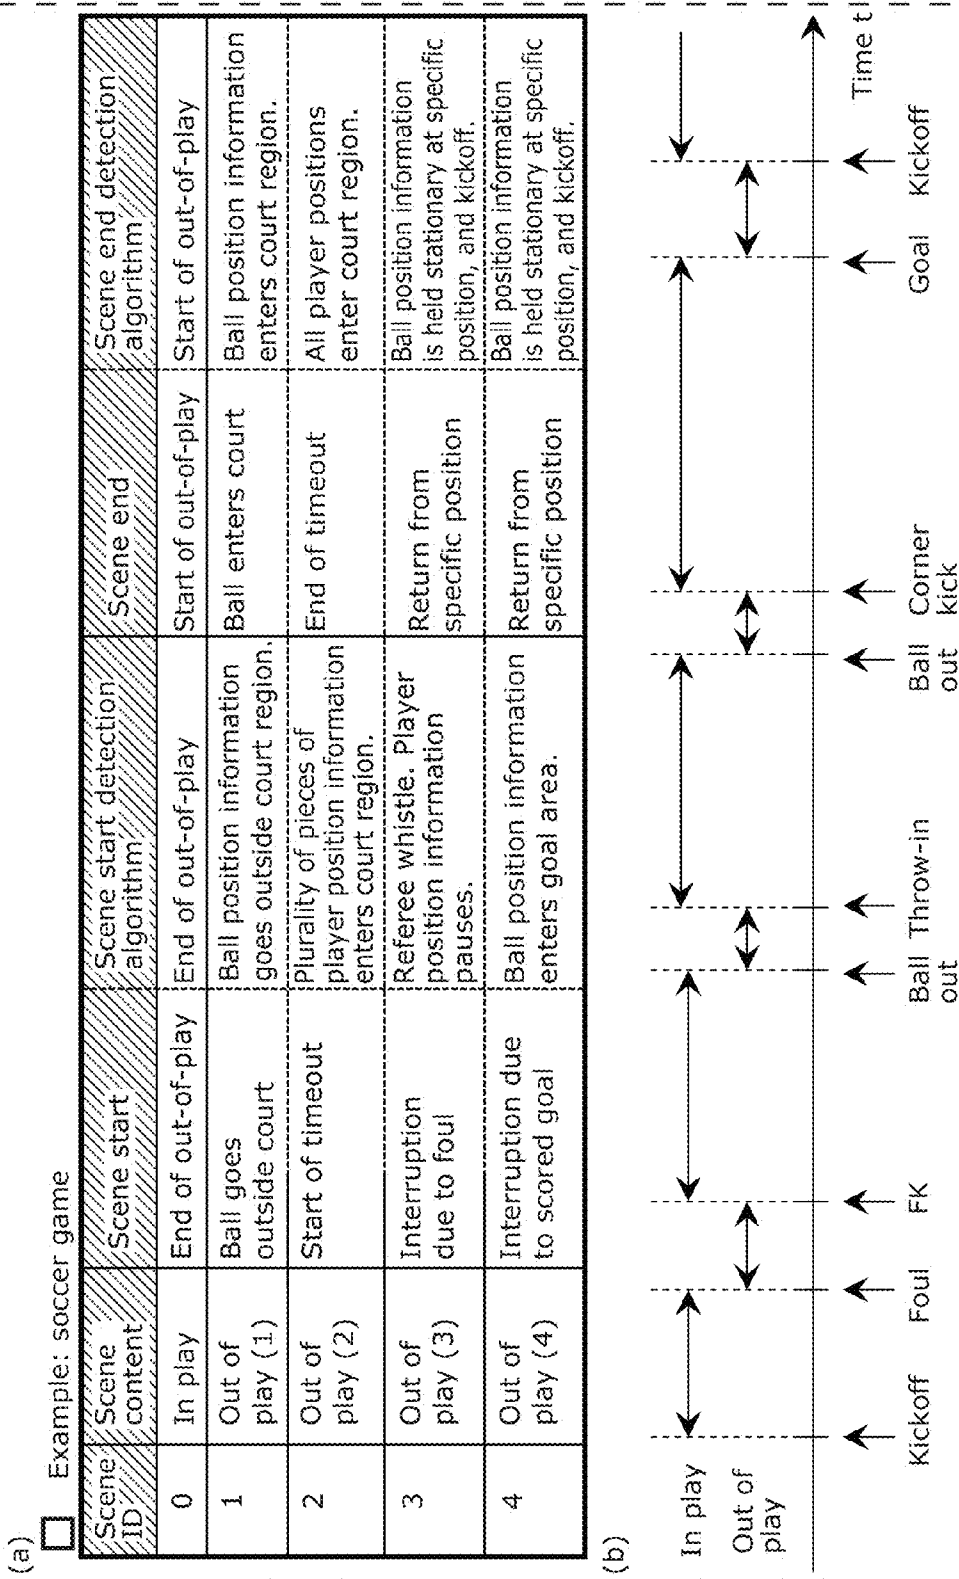 (a)
Example: soccer game
Scene
ID
Scene
content
Scene start
Scene start detection
algorithm
Scene end
Scene end detection
algorithm
0
In play
End of out-of-play
End of out-of-play
Start of out-of-play
Start of out-of-play
1
Out of
play (1)
Ball goes
outside court
Ball position information
goes outside court region.
Ball enters court
Ball position information
enters court region.
2
Out of
play (2)
Start of timeout
Plurality of pieces of
player position information
enters court region.
End of timeout
All player positions
enter court region.
3
Out of
play (3)
Interruption
due to foul
Referee whistle. Player
position information
pauses.
Return from
specific position
Ball position information
is held stationary at specific
position, and kickoff.
4
Out of
play (4)
Interruption due
to scored goal
Ball position information
enters goal area.
Return from
specific position
Ball position information
is held stationary at specific
position, and kickoff.
(b)
In play
Out of
play
Time t
Kickoff
Foul
FK
Ball
out
Throw-in
Ball
out
Corner
kick
Goal
Kickoff